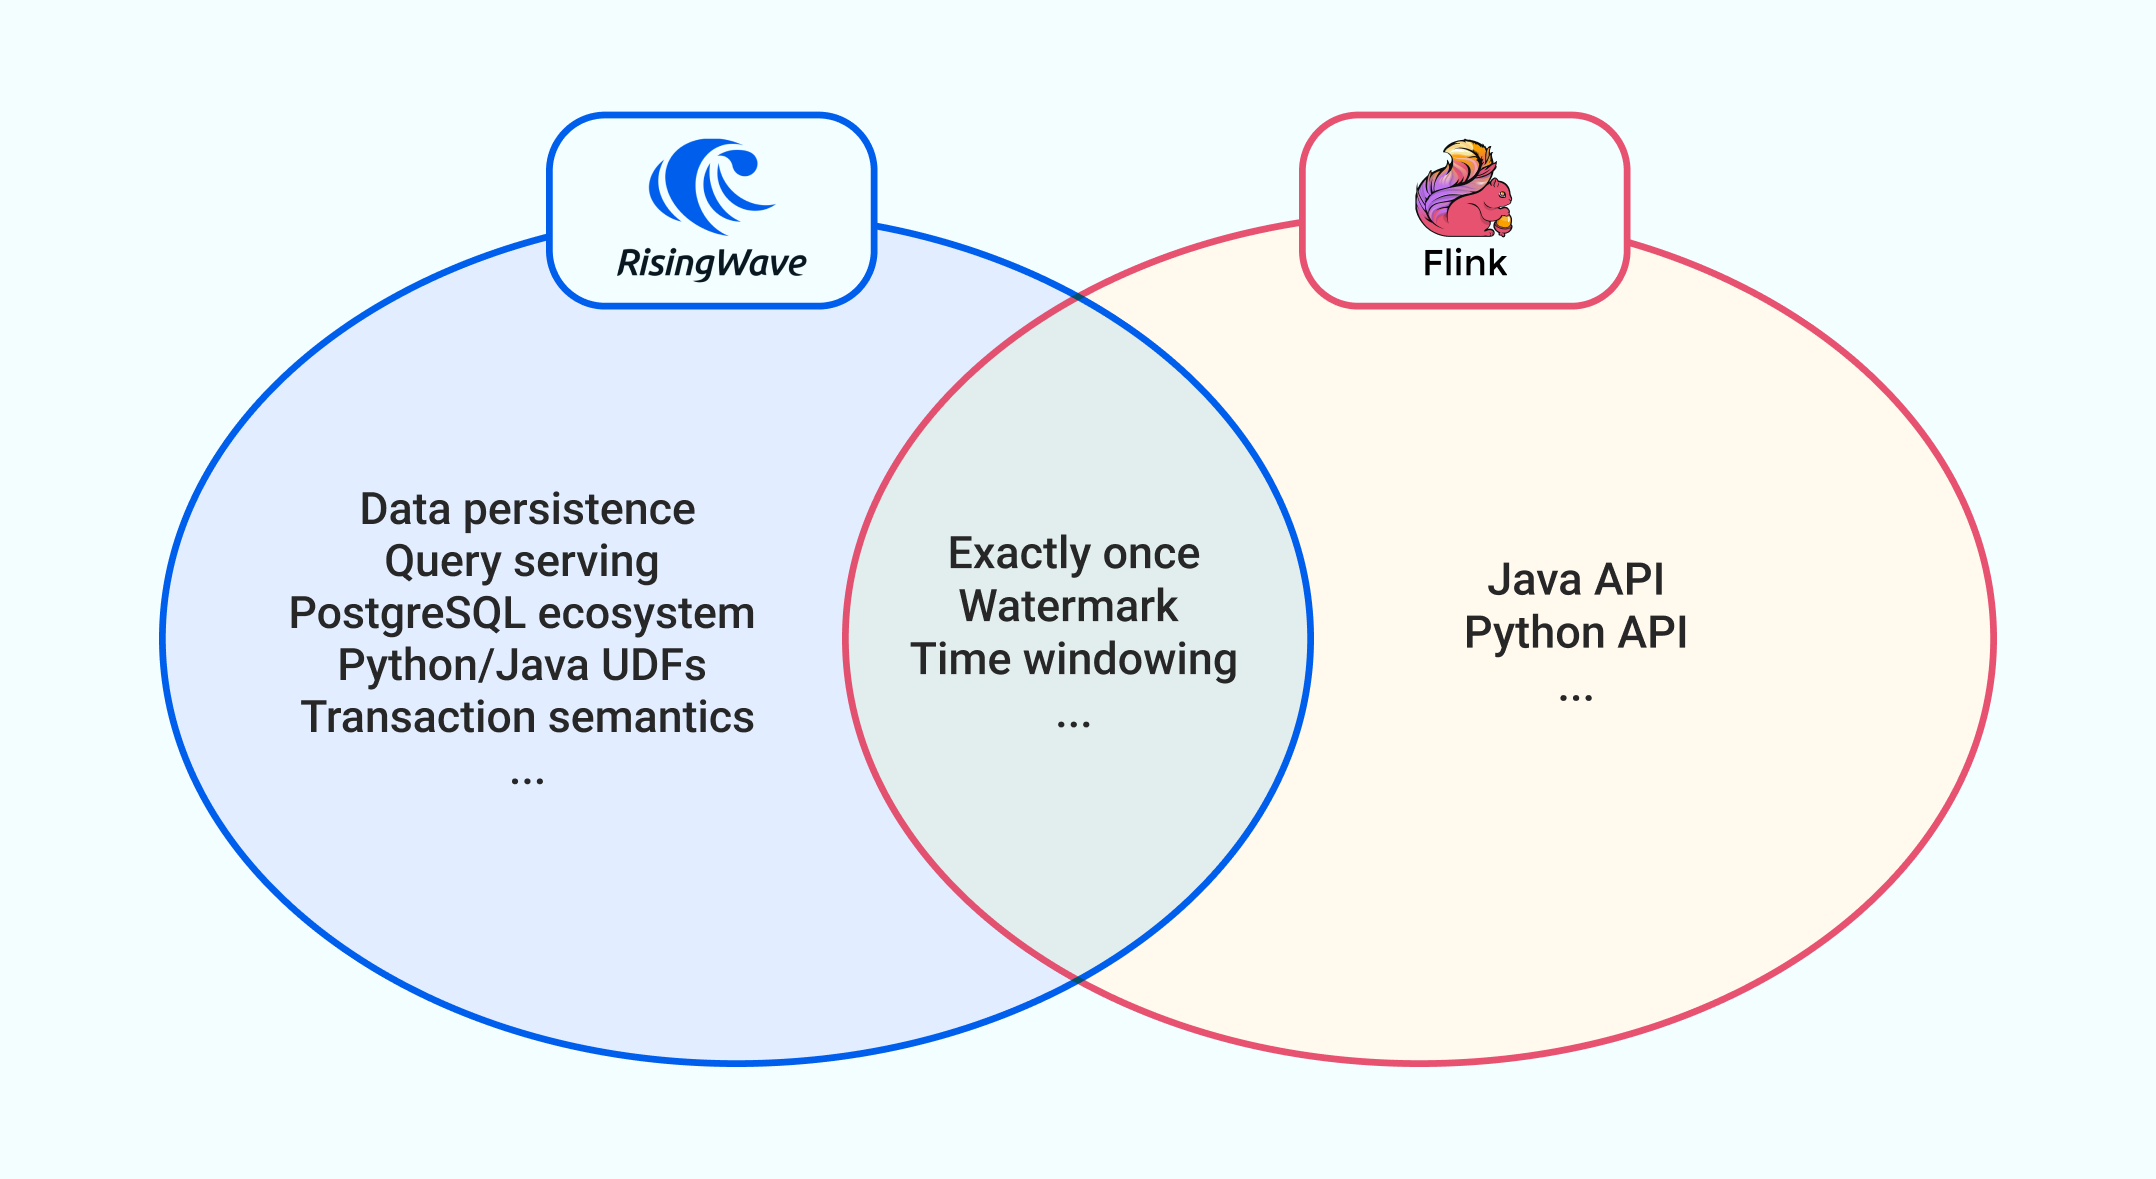 RisingWave
Flink
Data persistence
Query serving
PostgreSQL ecosystem
Python/Java UDFs
Transaction semantics
...
Exactly once
Watermark
Time windowing
...
Java API
Python API
...